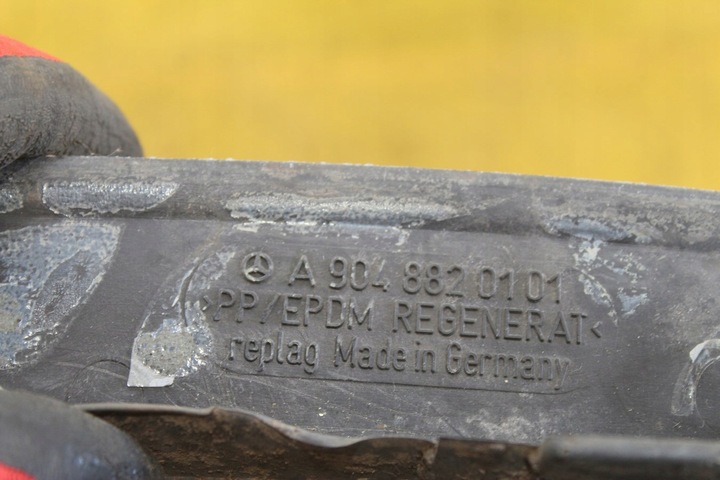 A 904 882 01 01
>PP/EPDM REGENERAT<
replag Made in Germany